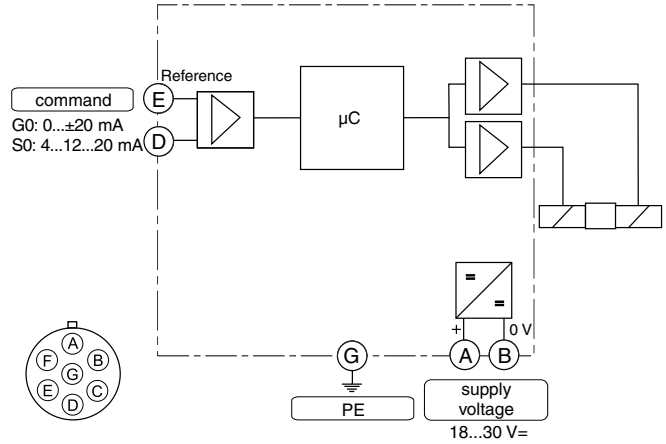 Reference
E
command
G0: 0...±20 mA
S0: 4...12...20 mA
D
µC
=
=
+
0 V
A
B
G
PE
supply
voltage
18...30 V=
A
F
B
G
E
C
D